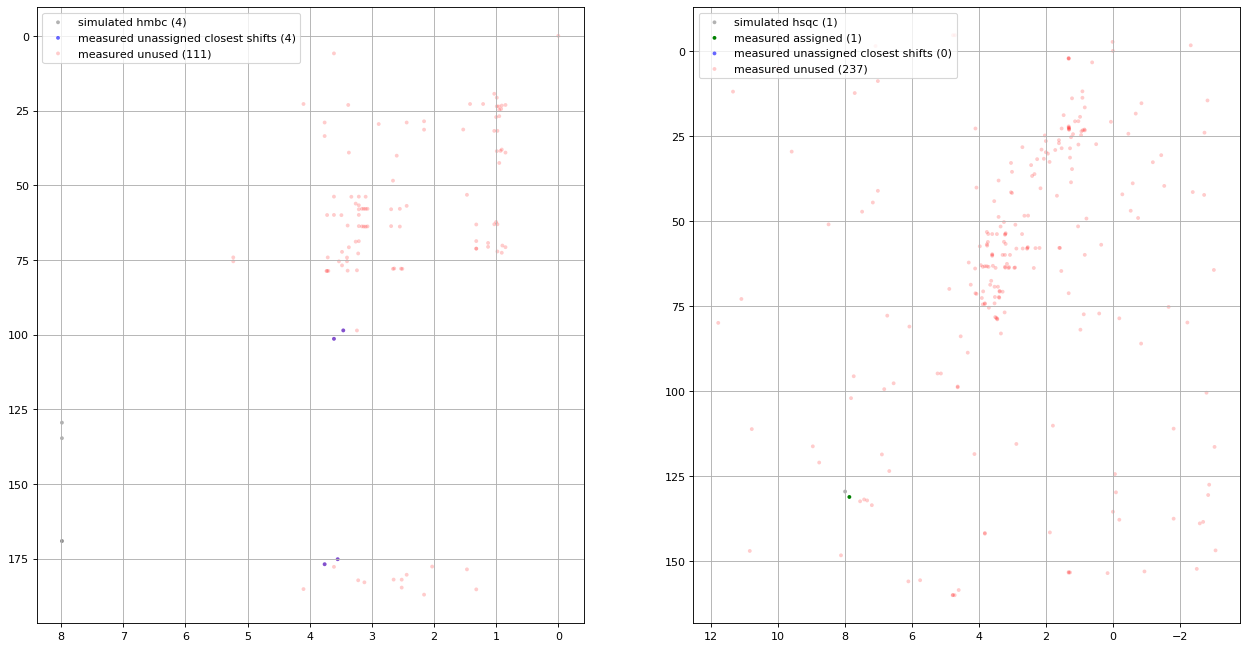 simulated hmbc (4)
measured unassigned closest shifts (4)
measured unused (111)
0
25
50
75
100
125
150
175
8 7 6 5 4 3 2 1 0
simulated hsqc (1)
measured assigned (1)
measured unassigned closest shifts (0)
measured unused (237)
0
25
50
75
100
125
150
12 10 8 6 4 2 0 −2